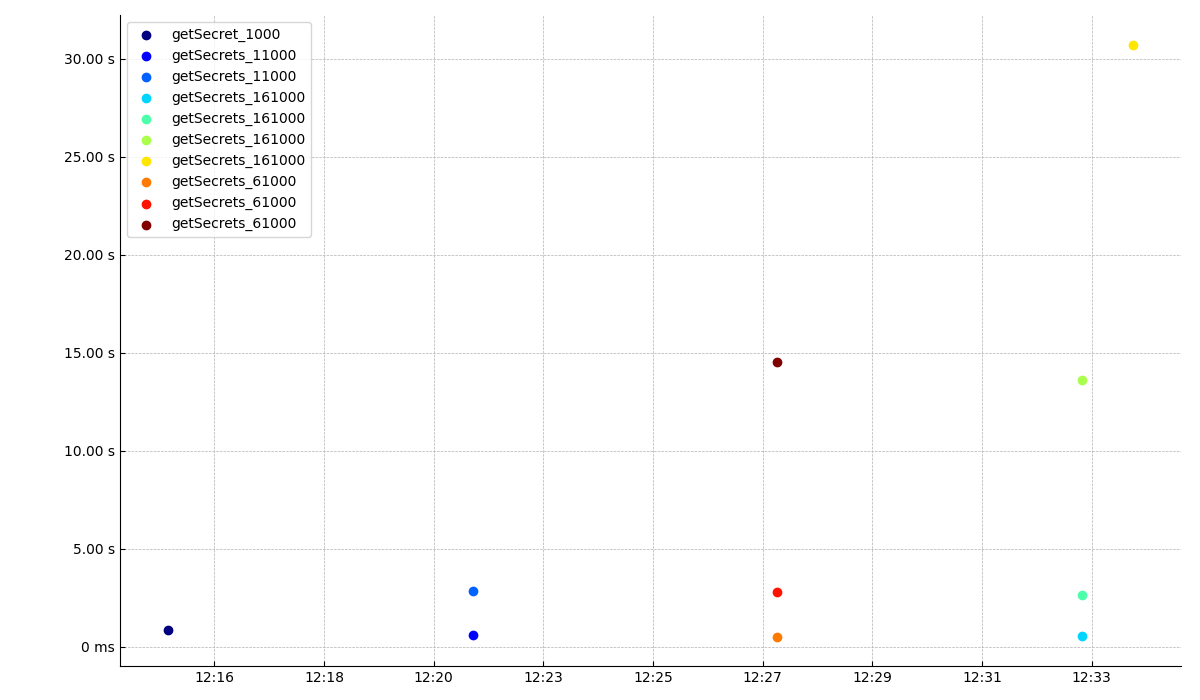 getSecret_1000
getSecrets_11000
getSecrets_11000
getSecrets_161000
getSecrets_161000
getSecrets_161000
getSecrets_161000
getSecrets_61000
getSecrets_61000
getSecrets_61000
30.00 s
25.00 s
20.00 s
15.00 s
10.00 s
5.00 s
0 ms
12:16 12:18 12:20 12:23 12:25 12:27 12:29 12:31 12:33